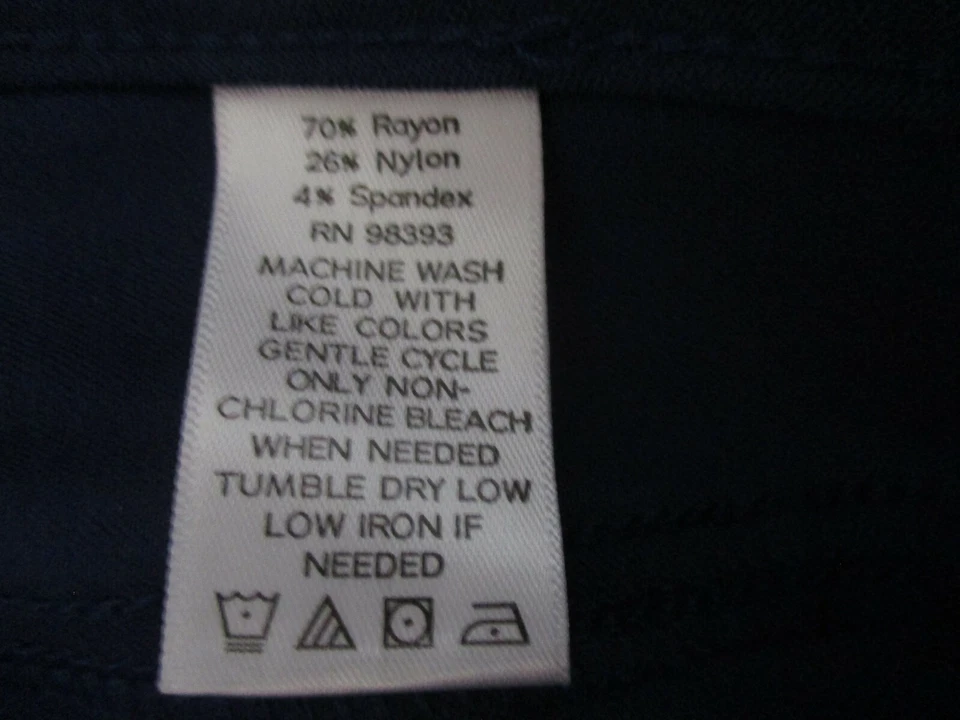 70% Rayon
26% Nylon
4% Spandex
RN 98393
MACHINE WASH
COLD WITH
LIKE COLORS
GENTLE CYCLE
ONLY NON-
CHLORINE BLEACH
WHEN NEEDED
TUMBLE DRY LOW
LOW IRON IF
NEEDED